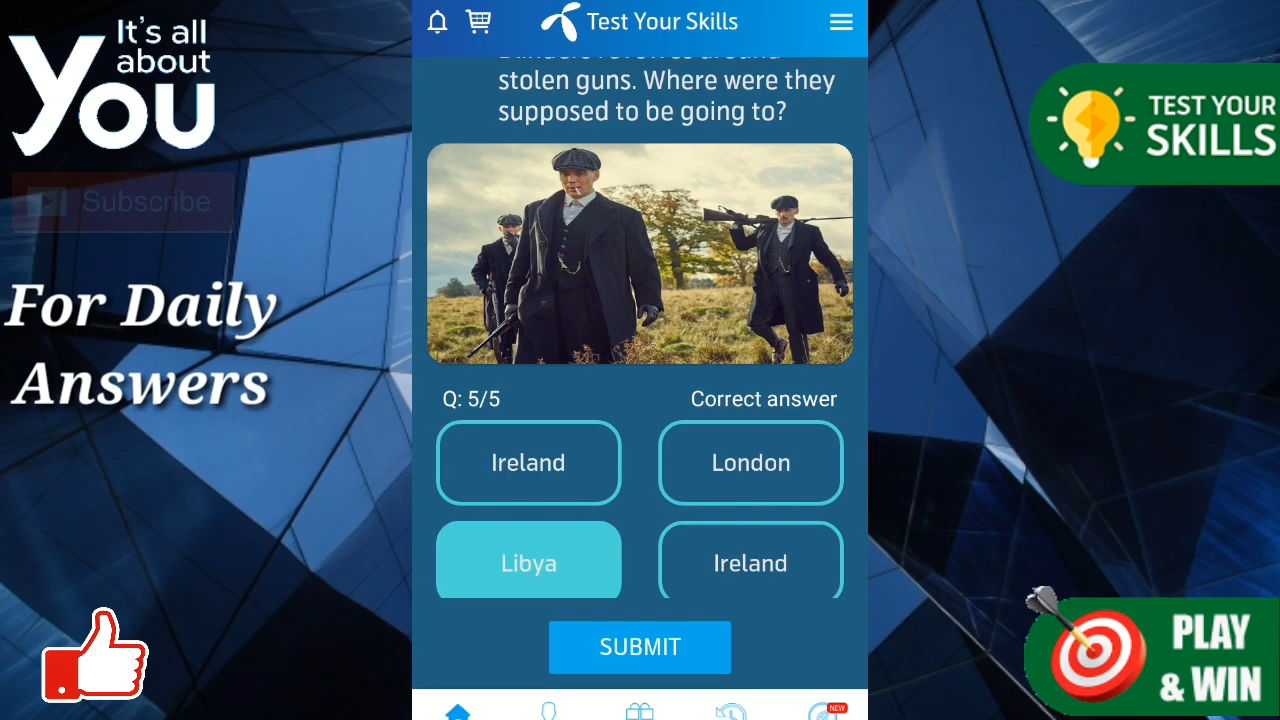 It's all
about
You
Subscribe
For Daily
Answers
Test Your Skills
stolen guns. Where were they
supposed to be going to?
Q: 5/5
Correct answer
Ireland
London
Libya
Ireland
SUBMIT
NEW
TEST YOUR
SKILLS
PLAY
& WIN